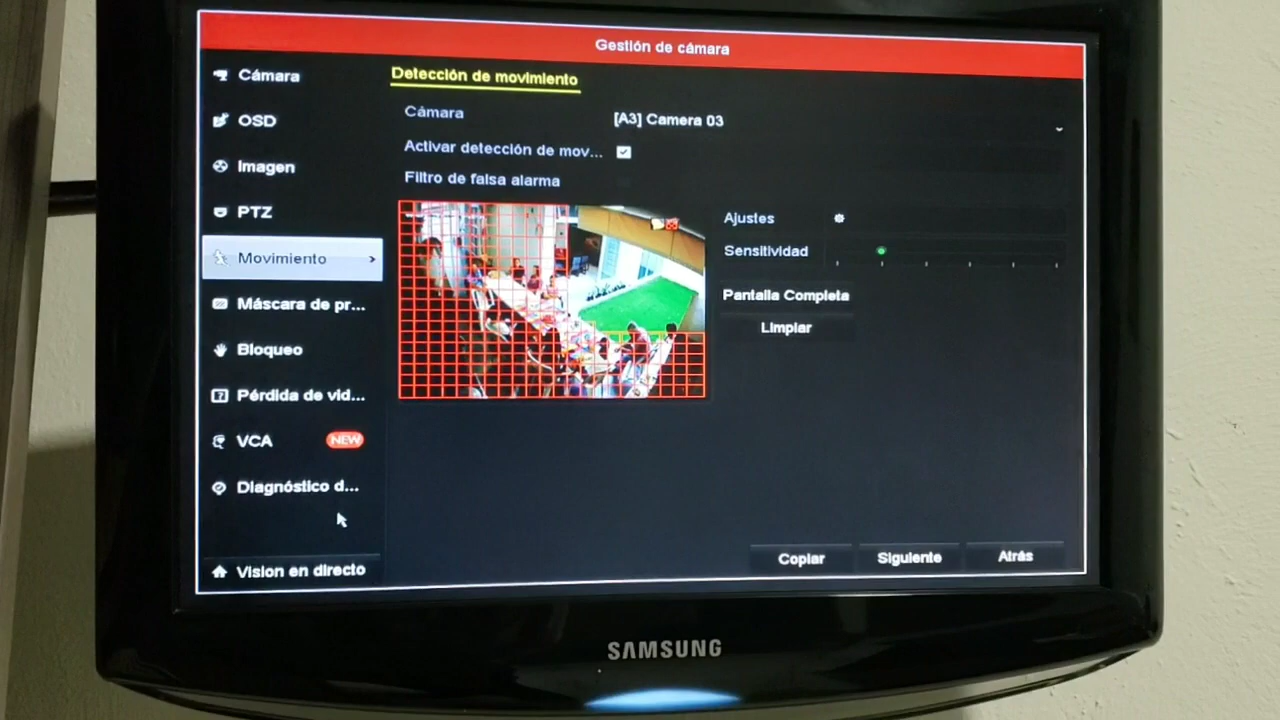 Gestión de cámara
Cámara
OSD
Imagen
PTZ
Movimiento
Máscara de pr...
Bloqueo
Pérdida de vid...
VCA NEW
Diagnóstico d...
Vision en directo
Detección de movimiento
Cámara [A3] Camera 03
Activar detección de mov...
Filtro de falsa alarma
Ajustes
Sensitividad
Pantalla Completa
Limpiar
Copiar Siguiente Atrás
SAMSUNG